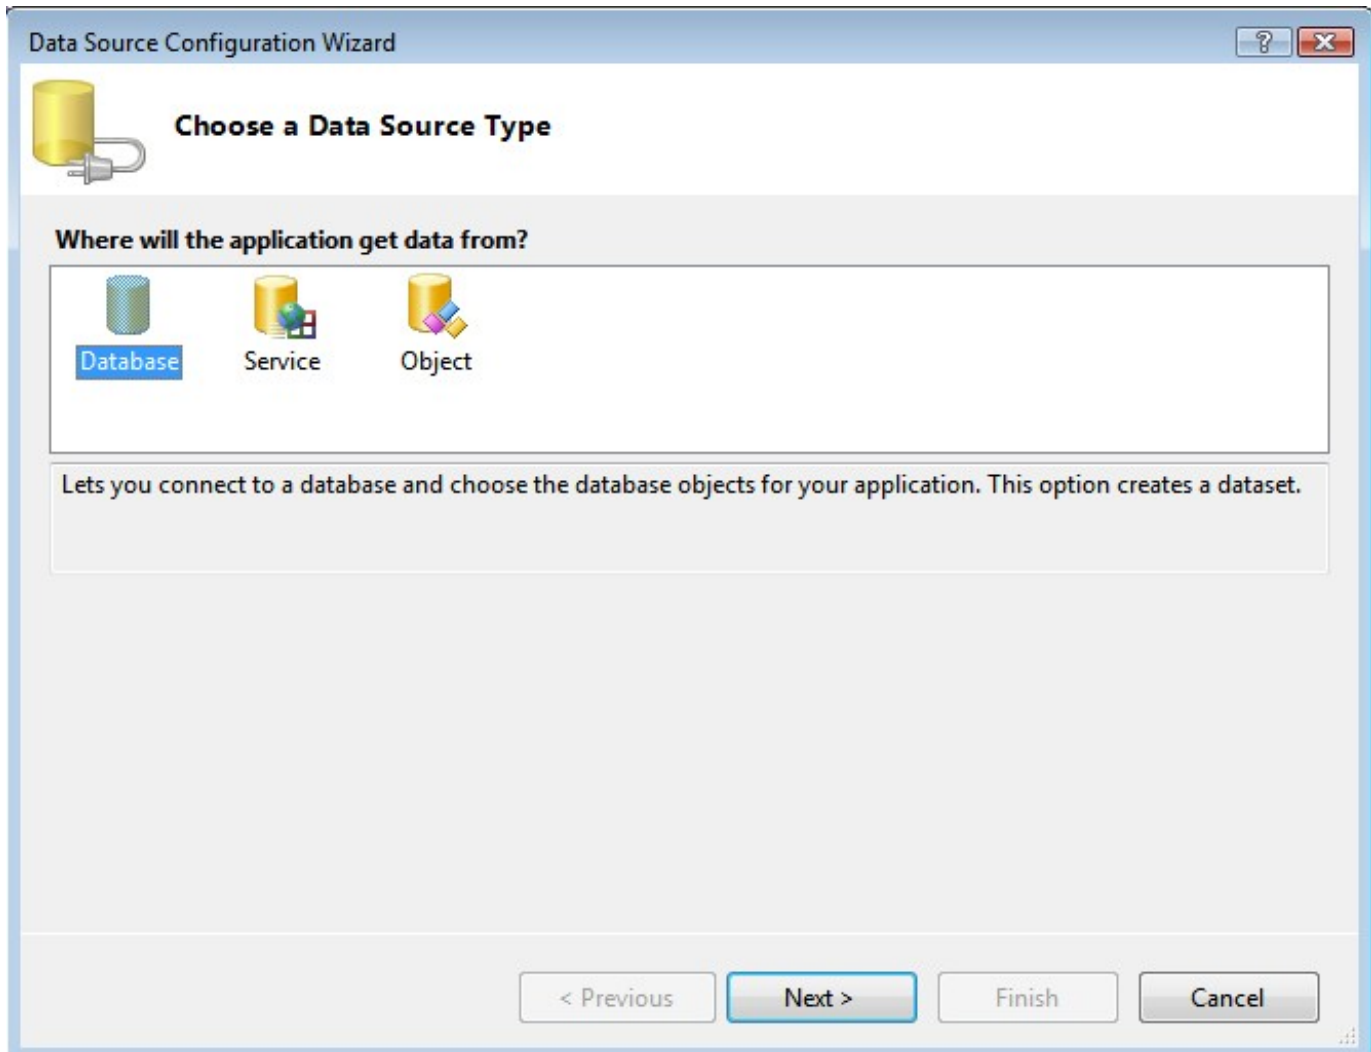 Data Source Configuration Wizard
Choose a Data Source Type
Where will the application get data from?
Database Service Object
Lets you connect to a database and choose the database objects for your application. This option creates a dataset.
< Previous Next > Finish Cancel